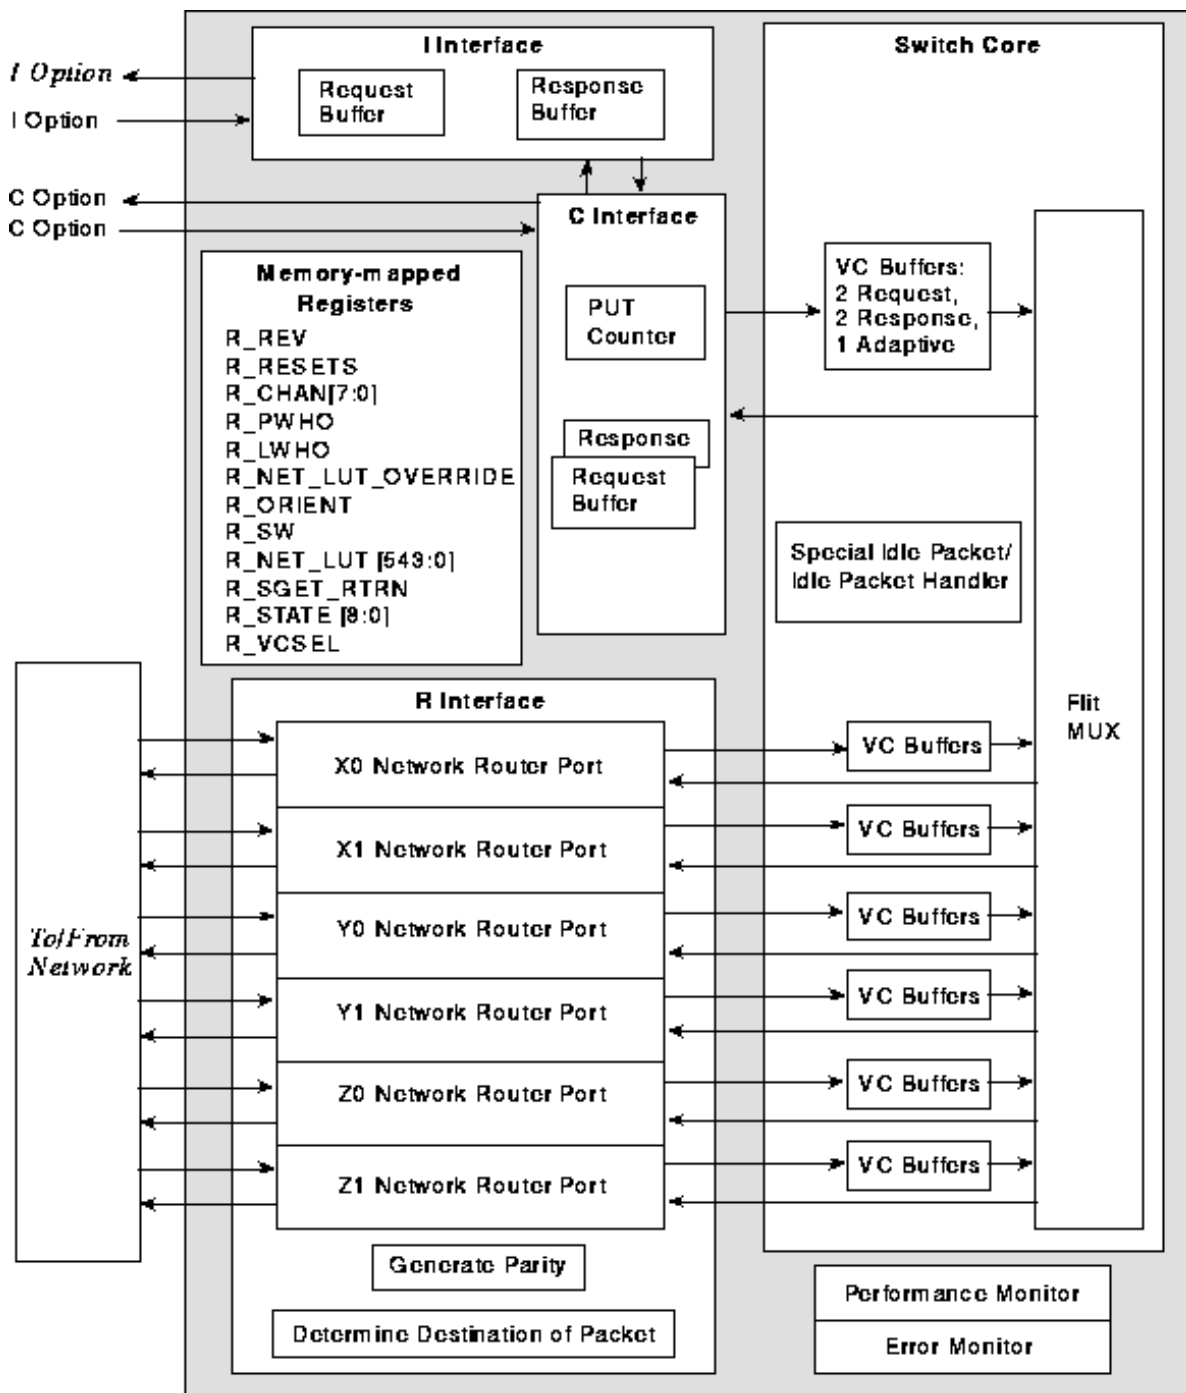 I Interface
Switch Core
I Option
Request
Buffer
Response
Buffer
I Option
C Option
C Option
C Interface
Memory-mapped
Registers
R_REV
R_RESETS
R_CHAN[7:0]
R_PWHO
R_LWHO
R_NET_LUT_OVERRIDE
R_ORIENT
R_SW
R_NET_LUT [543:0]
R_SGET_RTRN
R_STATE [8:0]
R_VCSEL
PUT
Counter
Response
Request
Buffer
VC Buffers:
2 Request,
2 Response,
1 Adaptive
Special Idle Packet/
Idle Packet Handler
Flit
MUX
R Interface
X0 Network Router Port
VC Buffers
X1 Network Router Port
VC Buffers
Y0 Network Router Port
VC Buffers
To/From
Network
Y1 Network Router Port
VC Buffers
Z0 Network Router Port
VC Buffers
Z1 Network Router Port
VC Buffers
Generate Parity
Determine Destination of Packet
Performance Monitor
Error Monitor